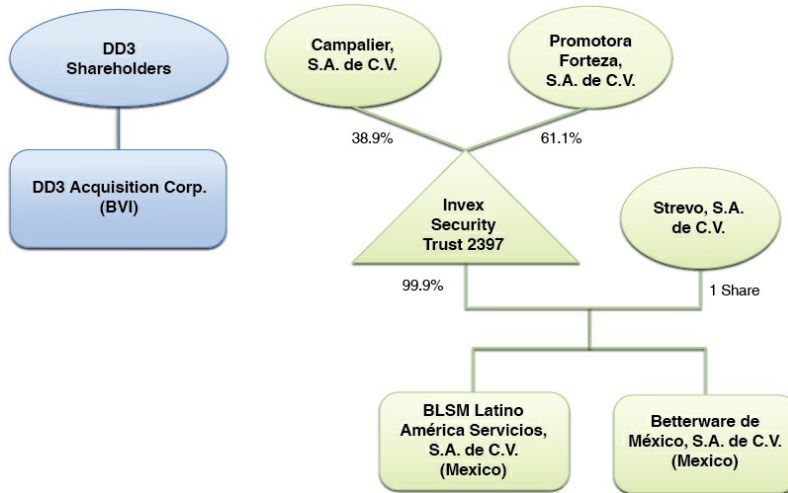 DD3
Shareholders
Campalier,
S.A. de C.V.
Promotora
Forteza,
S.A. de C.V.
38.9%
61.1%
DD3 Acquisition Corp.
(BVI)
Invex
Security
Trust 2397
Strevo, S.A.
de C.V.
99.9%
1 Share
BLSM Latino
América Servicios,
S.A. de C.V.
(Mexico)
Betterware de
México, S.A. de C.V.
(Mexico)